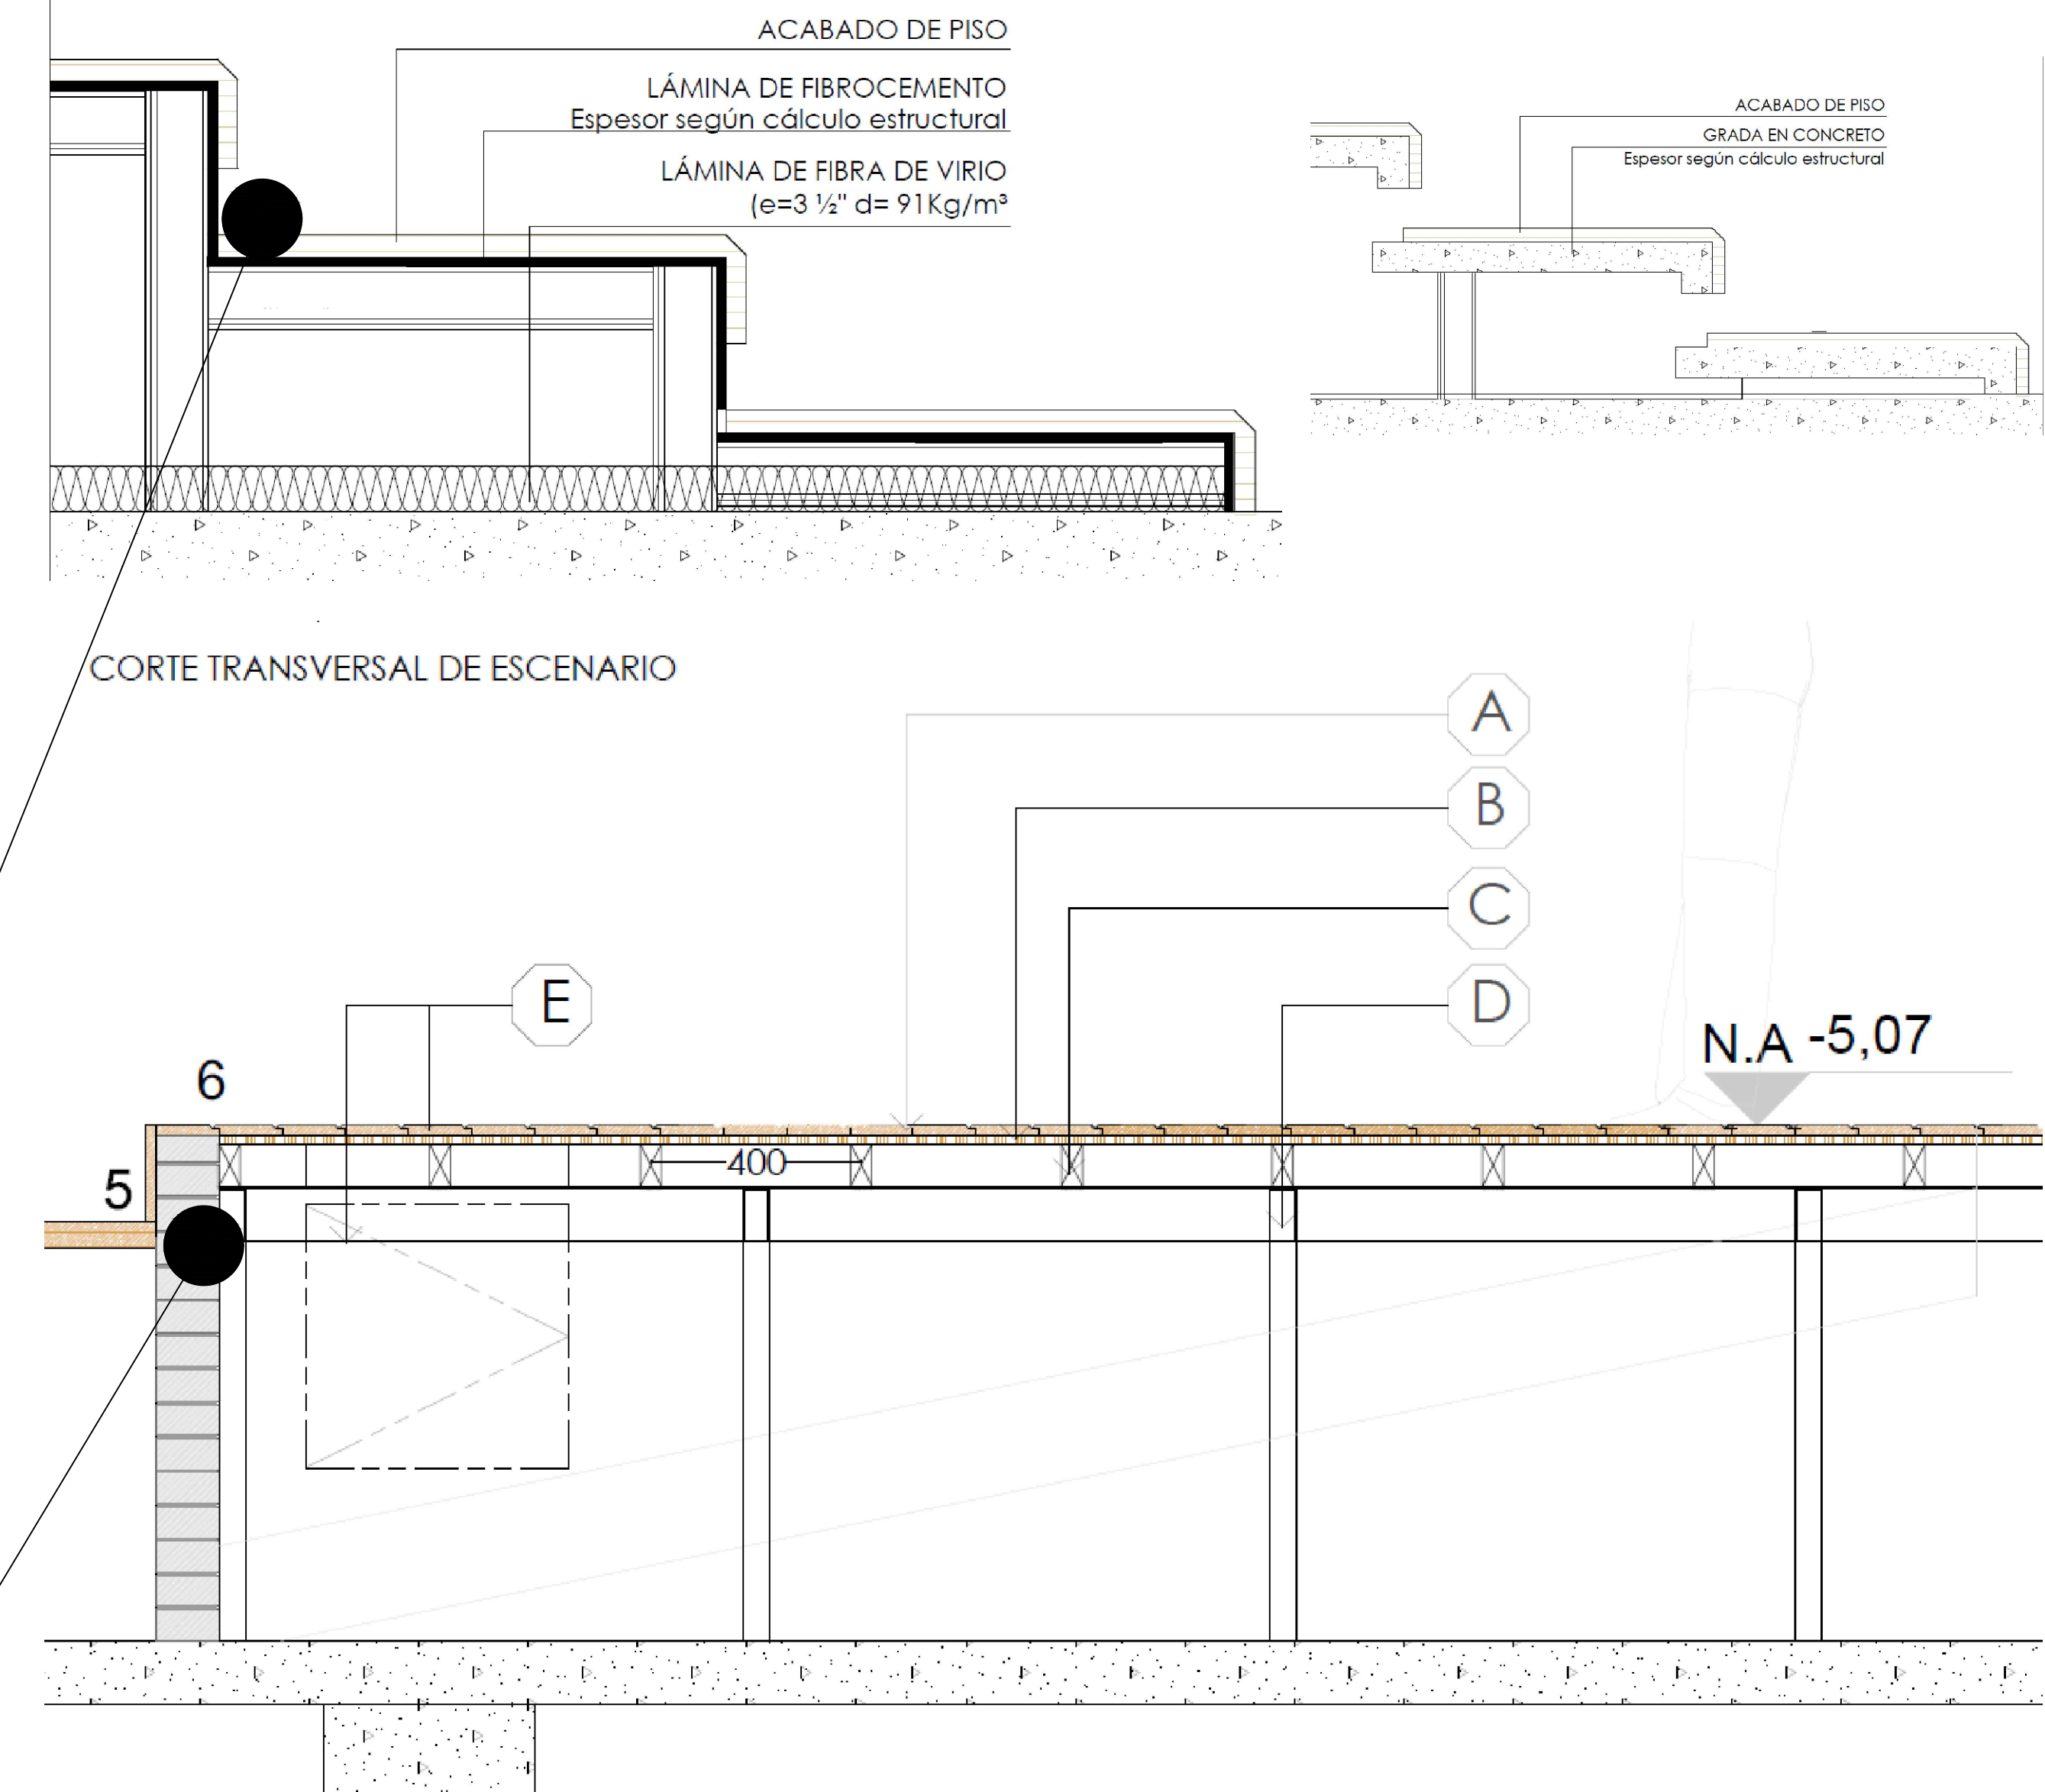 ACABADO DE PISO
LÁMINA DE FIBROCEMENTO
Espesor según cálculo estructural
LÁMINA DE FIBRA DE VIRIO
(e=3 ½" d= 91Kg/m³
ACABADO DE PISO
GRADA EN CONCRETO
Espesor según cálculo estructural
CORTE TRANSVERSAL DE ESCENARIO
A
B
C
D
E
N.A -5,07
6
5
400